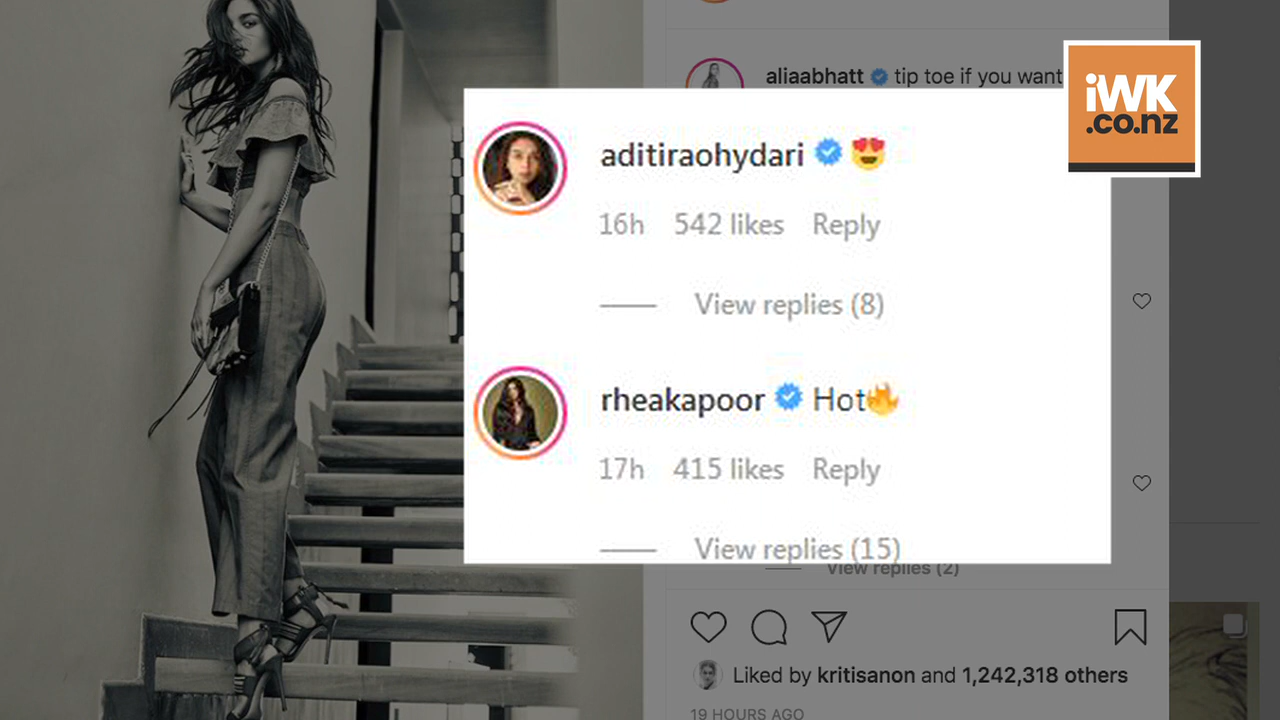 aliaabhatt tip toe if you want
iWK
.co.nz
aditiraohydari 😍
16h 542 likes Reply
View replies (8)
rheakapoor Hot🔥
17h 415 likes Reply
View replies (15)
View replies (2)
Liked by kritisanon and 1,242,318 others
19 HOURS AGO